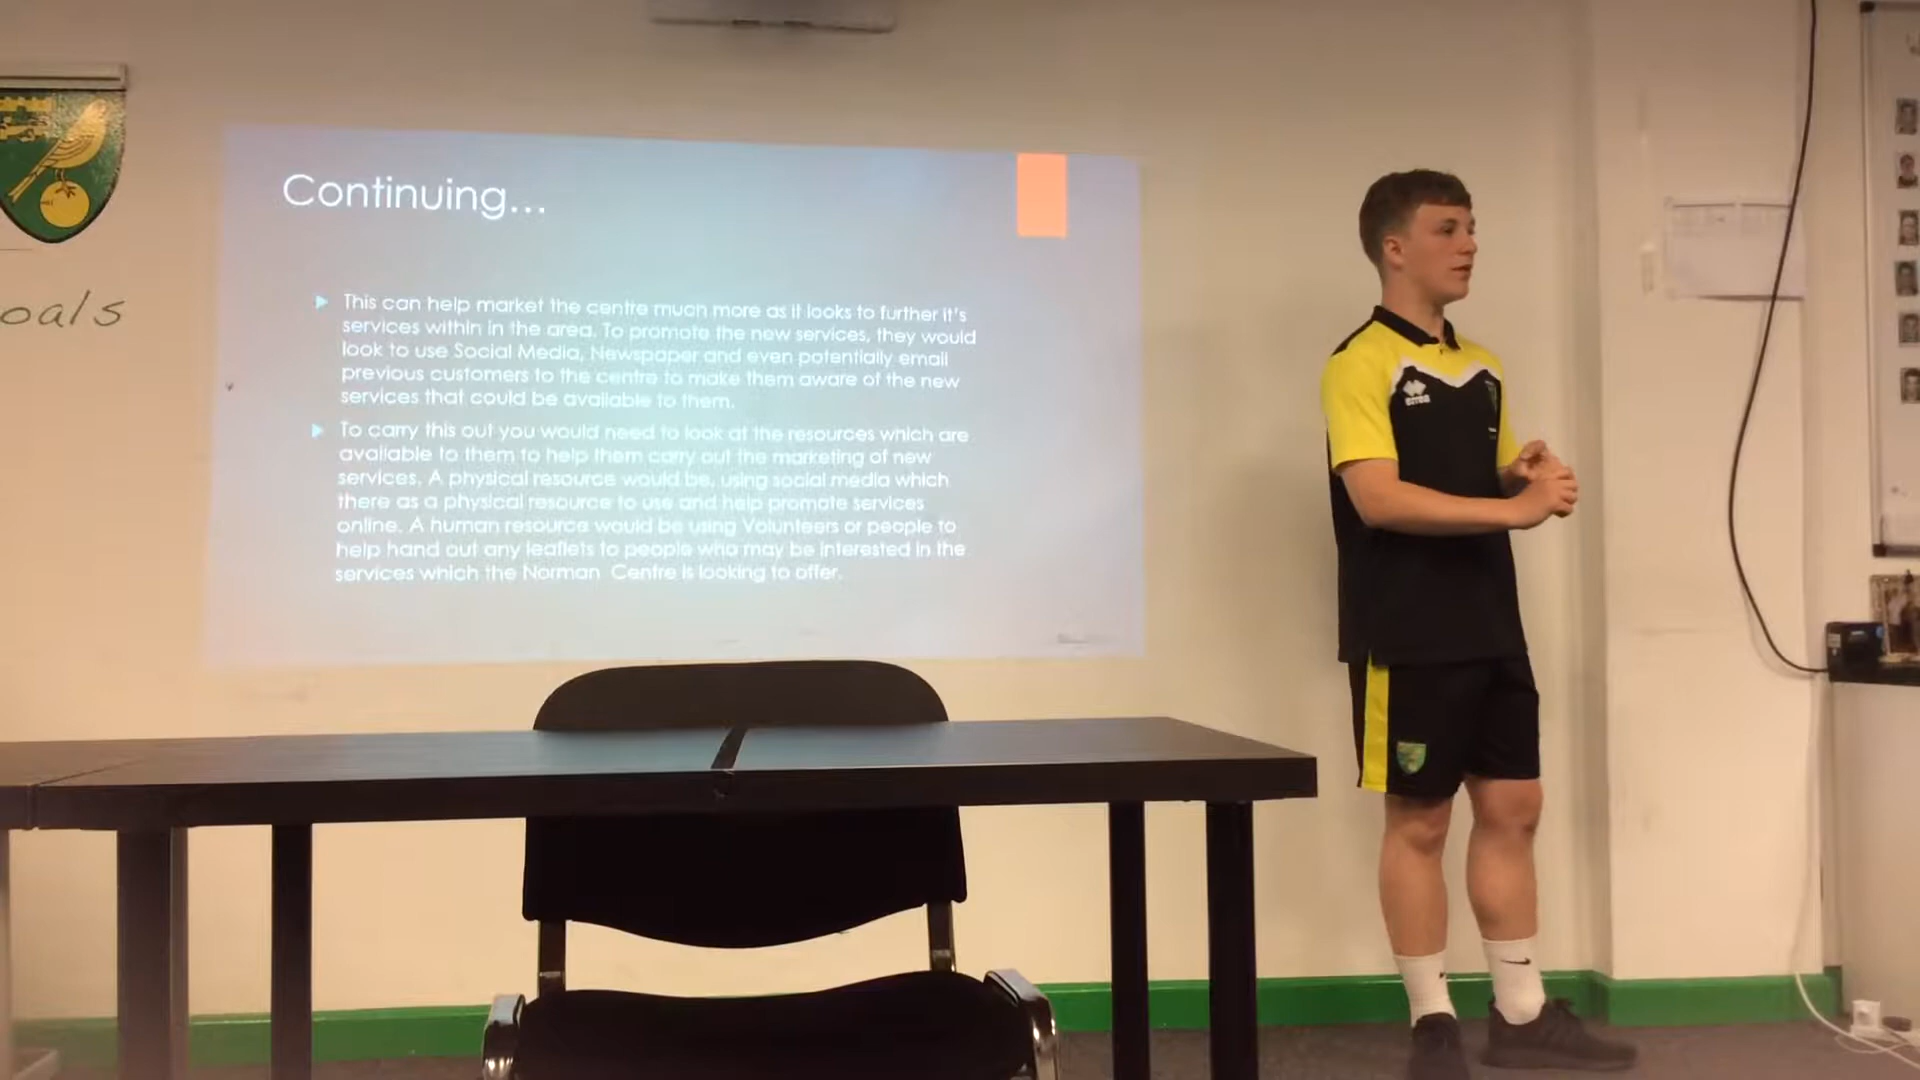 Continuing...
This can help market the centre much more as it looks to further it's
services within in the area. To promote the new services, they would
look to use Social Media, Newspaper and even potentially email
previous customers to the centre to make them aware of the new
services that could be available to them.
To carry this out you would need to look at the resources which are
available to them to help them carry out the marketing of new
services. A physical resource would be, using social media which
there as a physical resource to use and help promote services
online. A human resource would be using Volunteers or people to
help hand out any leaflets to people who may be interested in the
services which the Norman Centre is looking to offer.
oals
errea